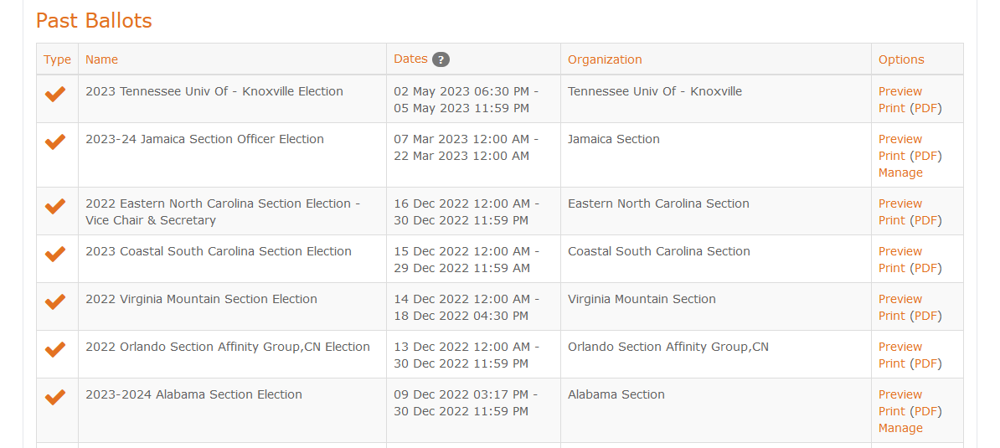 Past Ballots
Type Name Dates ? Organization Options
2023 Tennessee Univ Of - Knoxville Election 02 May 2023 06:30 PM - Tennessee Univ Of - Knoxville Preview
05 May 2023 11:59 PM Print (PDF)
2023-24 Jamaica Section Officer Election 07 Mar 2023 12:00 AM - Jamaica Section Preview
22 Mar 2023 12:00 AM Print (PDF)
Manage
2022 Eastern North Carolina Section Election - 16 Dec 2022 12:00 AM - Eastern North Carolina Section Preview
Vice Chair & Secretary 30 Dec 2022 11:59 PM Print (PDF)
2023 Coastal South Carolina Section Election 15 Dec 2022 12:00 AM - Coastal South Carolina Section Preview
29 Dec 2022 11:59 AM Print (PDF)
2022 Virginia Mountain Section Election 14 Dec 2022 12:00 AM - Virginia Mountain Section Preview
18 Dec 2022 04:30 PM Print (PDF)
2022 Orlando Section Affinity Group,CN Election 13 Dec 2022 12:00 AM - Orlando Section Affinity Group,CN Preview
30 Dec 2022 11:59 PM Print (PDF)
2023-2024 Alabama Section Election 09 Dec 2022 03:17 PM - Alabama Section Preview
30 Dec 2022 11:59 PM Print (PDF)
Manage